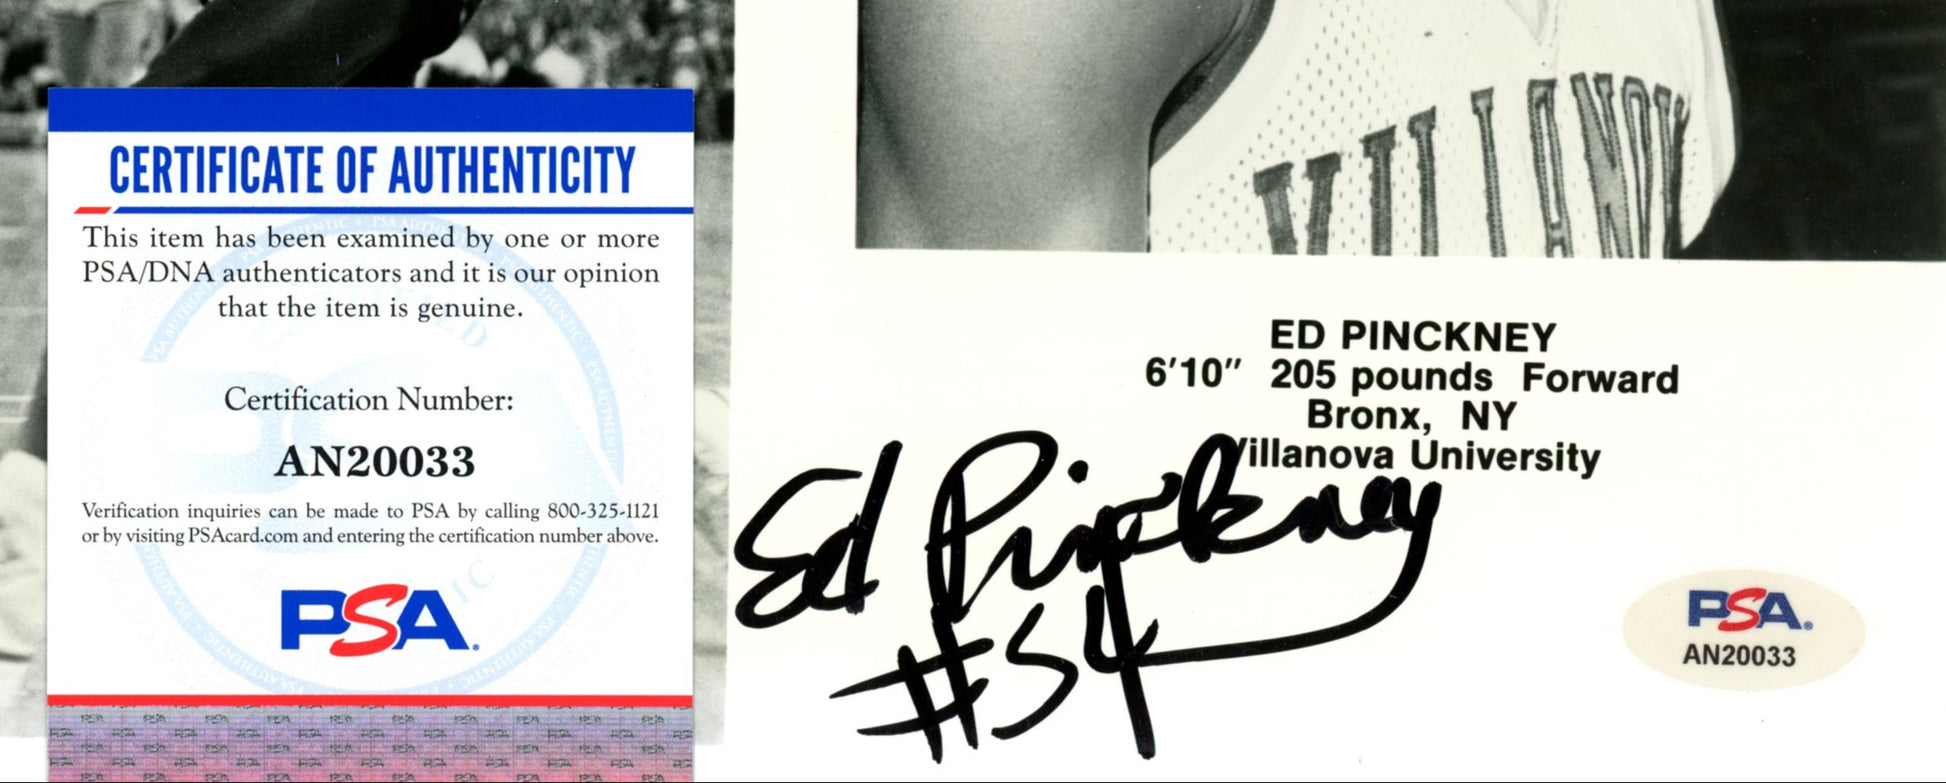 CERTIFICATE OF AUTHENTICITY
This item has been examined by one or more
PSA/DNA authenticators and it is our opinion
that the item is genuine.
Certification Number:
AN20033
Verification inquiries can be made to PSA by calling 800-325-1121
or by visiting PSAcard.com and entering the certification number above.
PSA
VILLANOV
ED PINCKNEY
6'10" 205 pounds Forward
Bronx, NY
Villanova University
Ed Pinckney
#54
PSA
AN20033